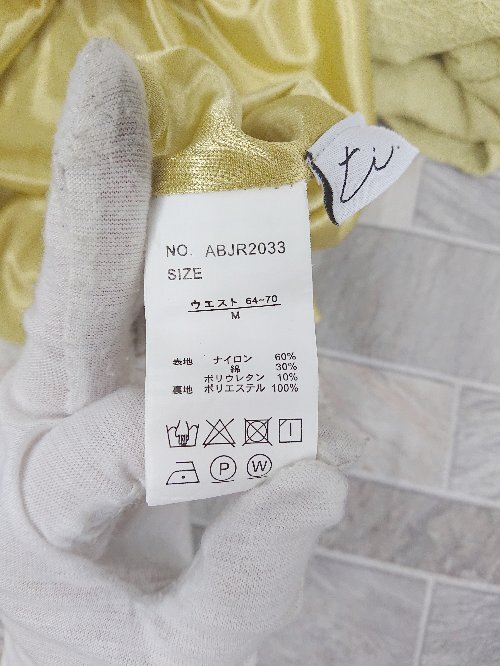 ti
NO. ABJR2033
SIZE
ウエスト 64~70
M
表地 ナイロン 60%
綿 30%
ポリウレタン 10%
裏地 ポリエステル 100%
P W